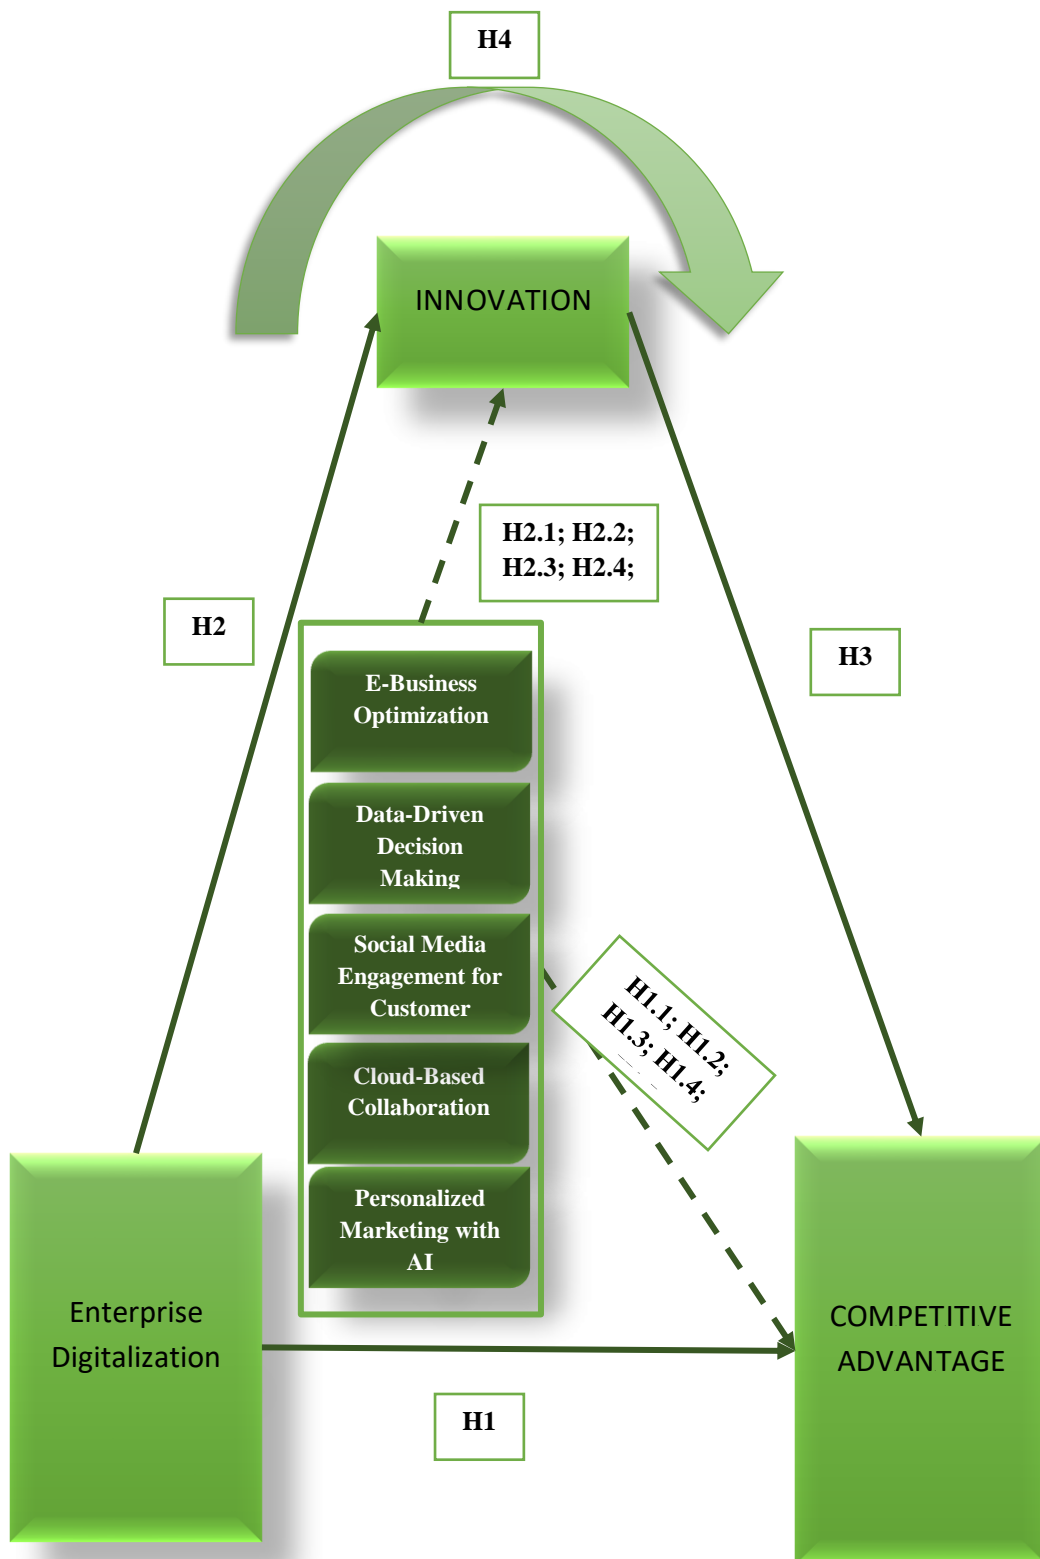 H4
INNOVATION
H2.1; H2.2;
H2.3; H2.4;
H2
H3
E-Business
Optimization
Data-Driven
Decision
Making
Social Media
Engagement for
Customer
H1.1; H1.2;
H1.3; H1.4;
Cloud-Based
Collaboration
Personalized
Marketing with
AI
Enterprise
Digitalization
COMPETITIVE
ADVANTAGE
H1